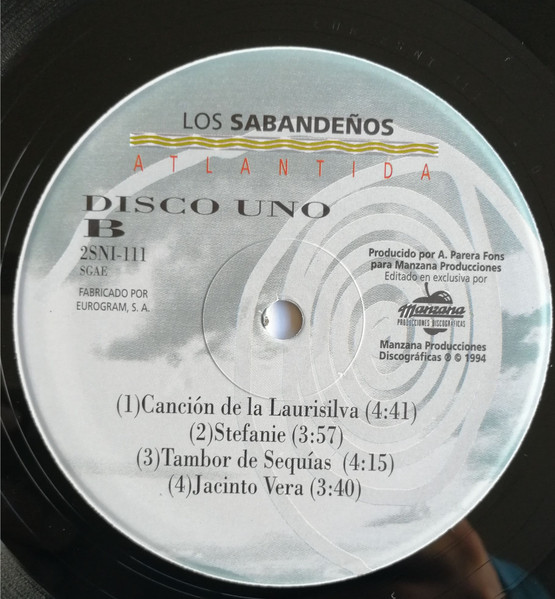 LOS SABANDEÑOS
ATLANTIDA
DISCO UNO
B
2SNI-111
SGAE
FABRICADO POR
EUROGRAM, S. A.
Producido por A. Parera Fons
para Manzana Producciones
Editado en exclusiva por
Manzana
PRODUCCIONES DISCOGRÁFICAS
Manzana Producciones
Discográficas ℗ © 1994
(1)Canción de la Laurisilva (4:41)
(2)Stefanie (3:57)
(3)Tambor de Sequías (4:15)
(4)Jacinto Vera (3:40)